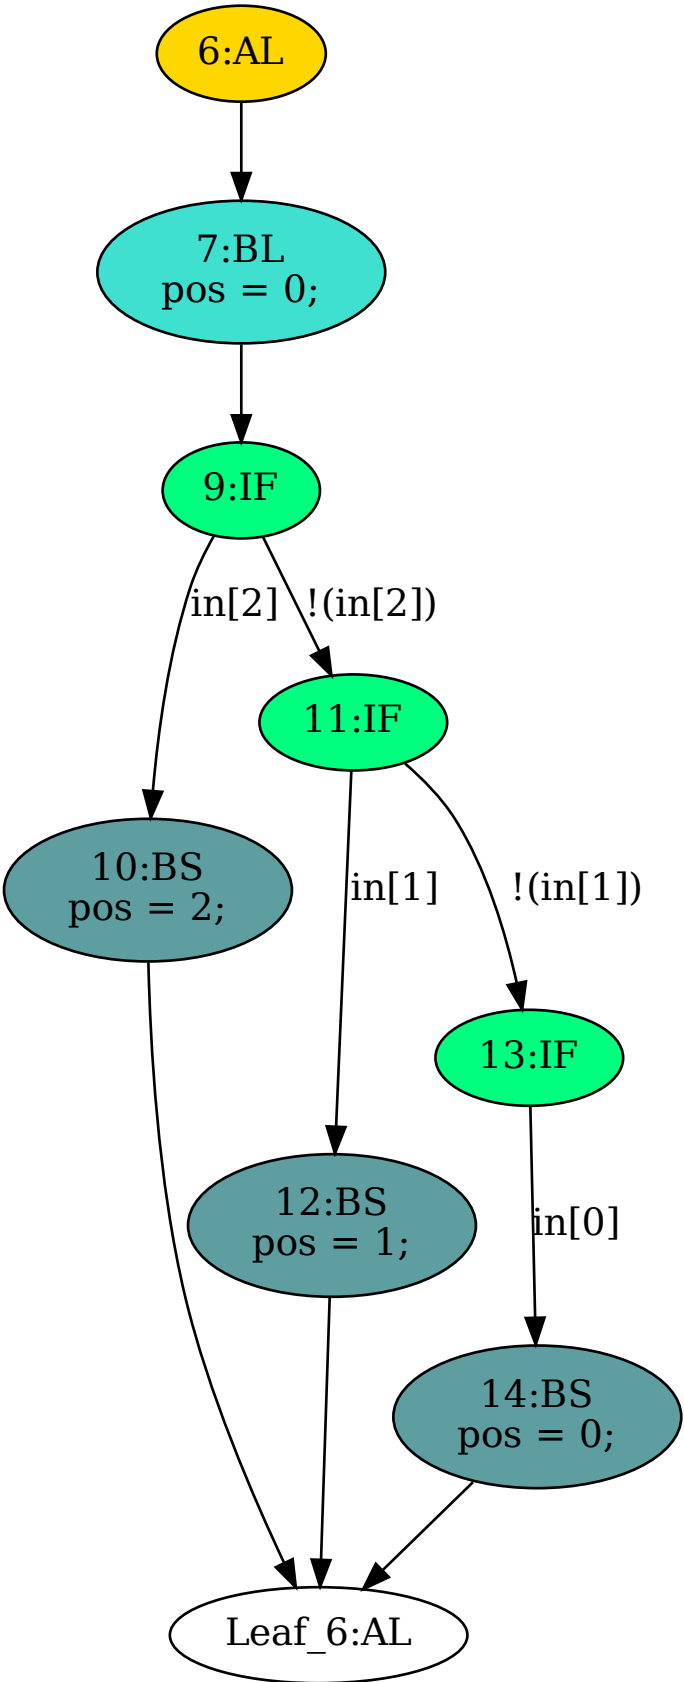 6:AL
7:BL
pos = 0;
9:IF
in[2]
!(in[2])
11:IF
10:BS
pos = 2;
in[1]
!(in[1])
13:IF
12:BS
pos = 1;
in[0]
14:BS
pos = 0;
Leaf_6:AL